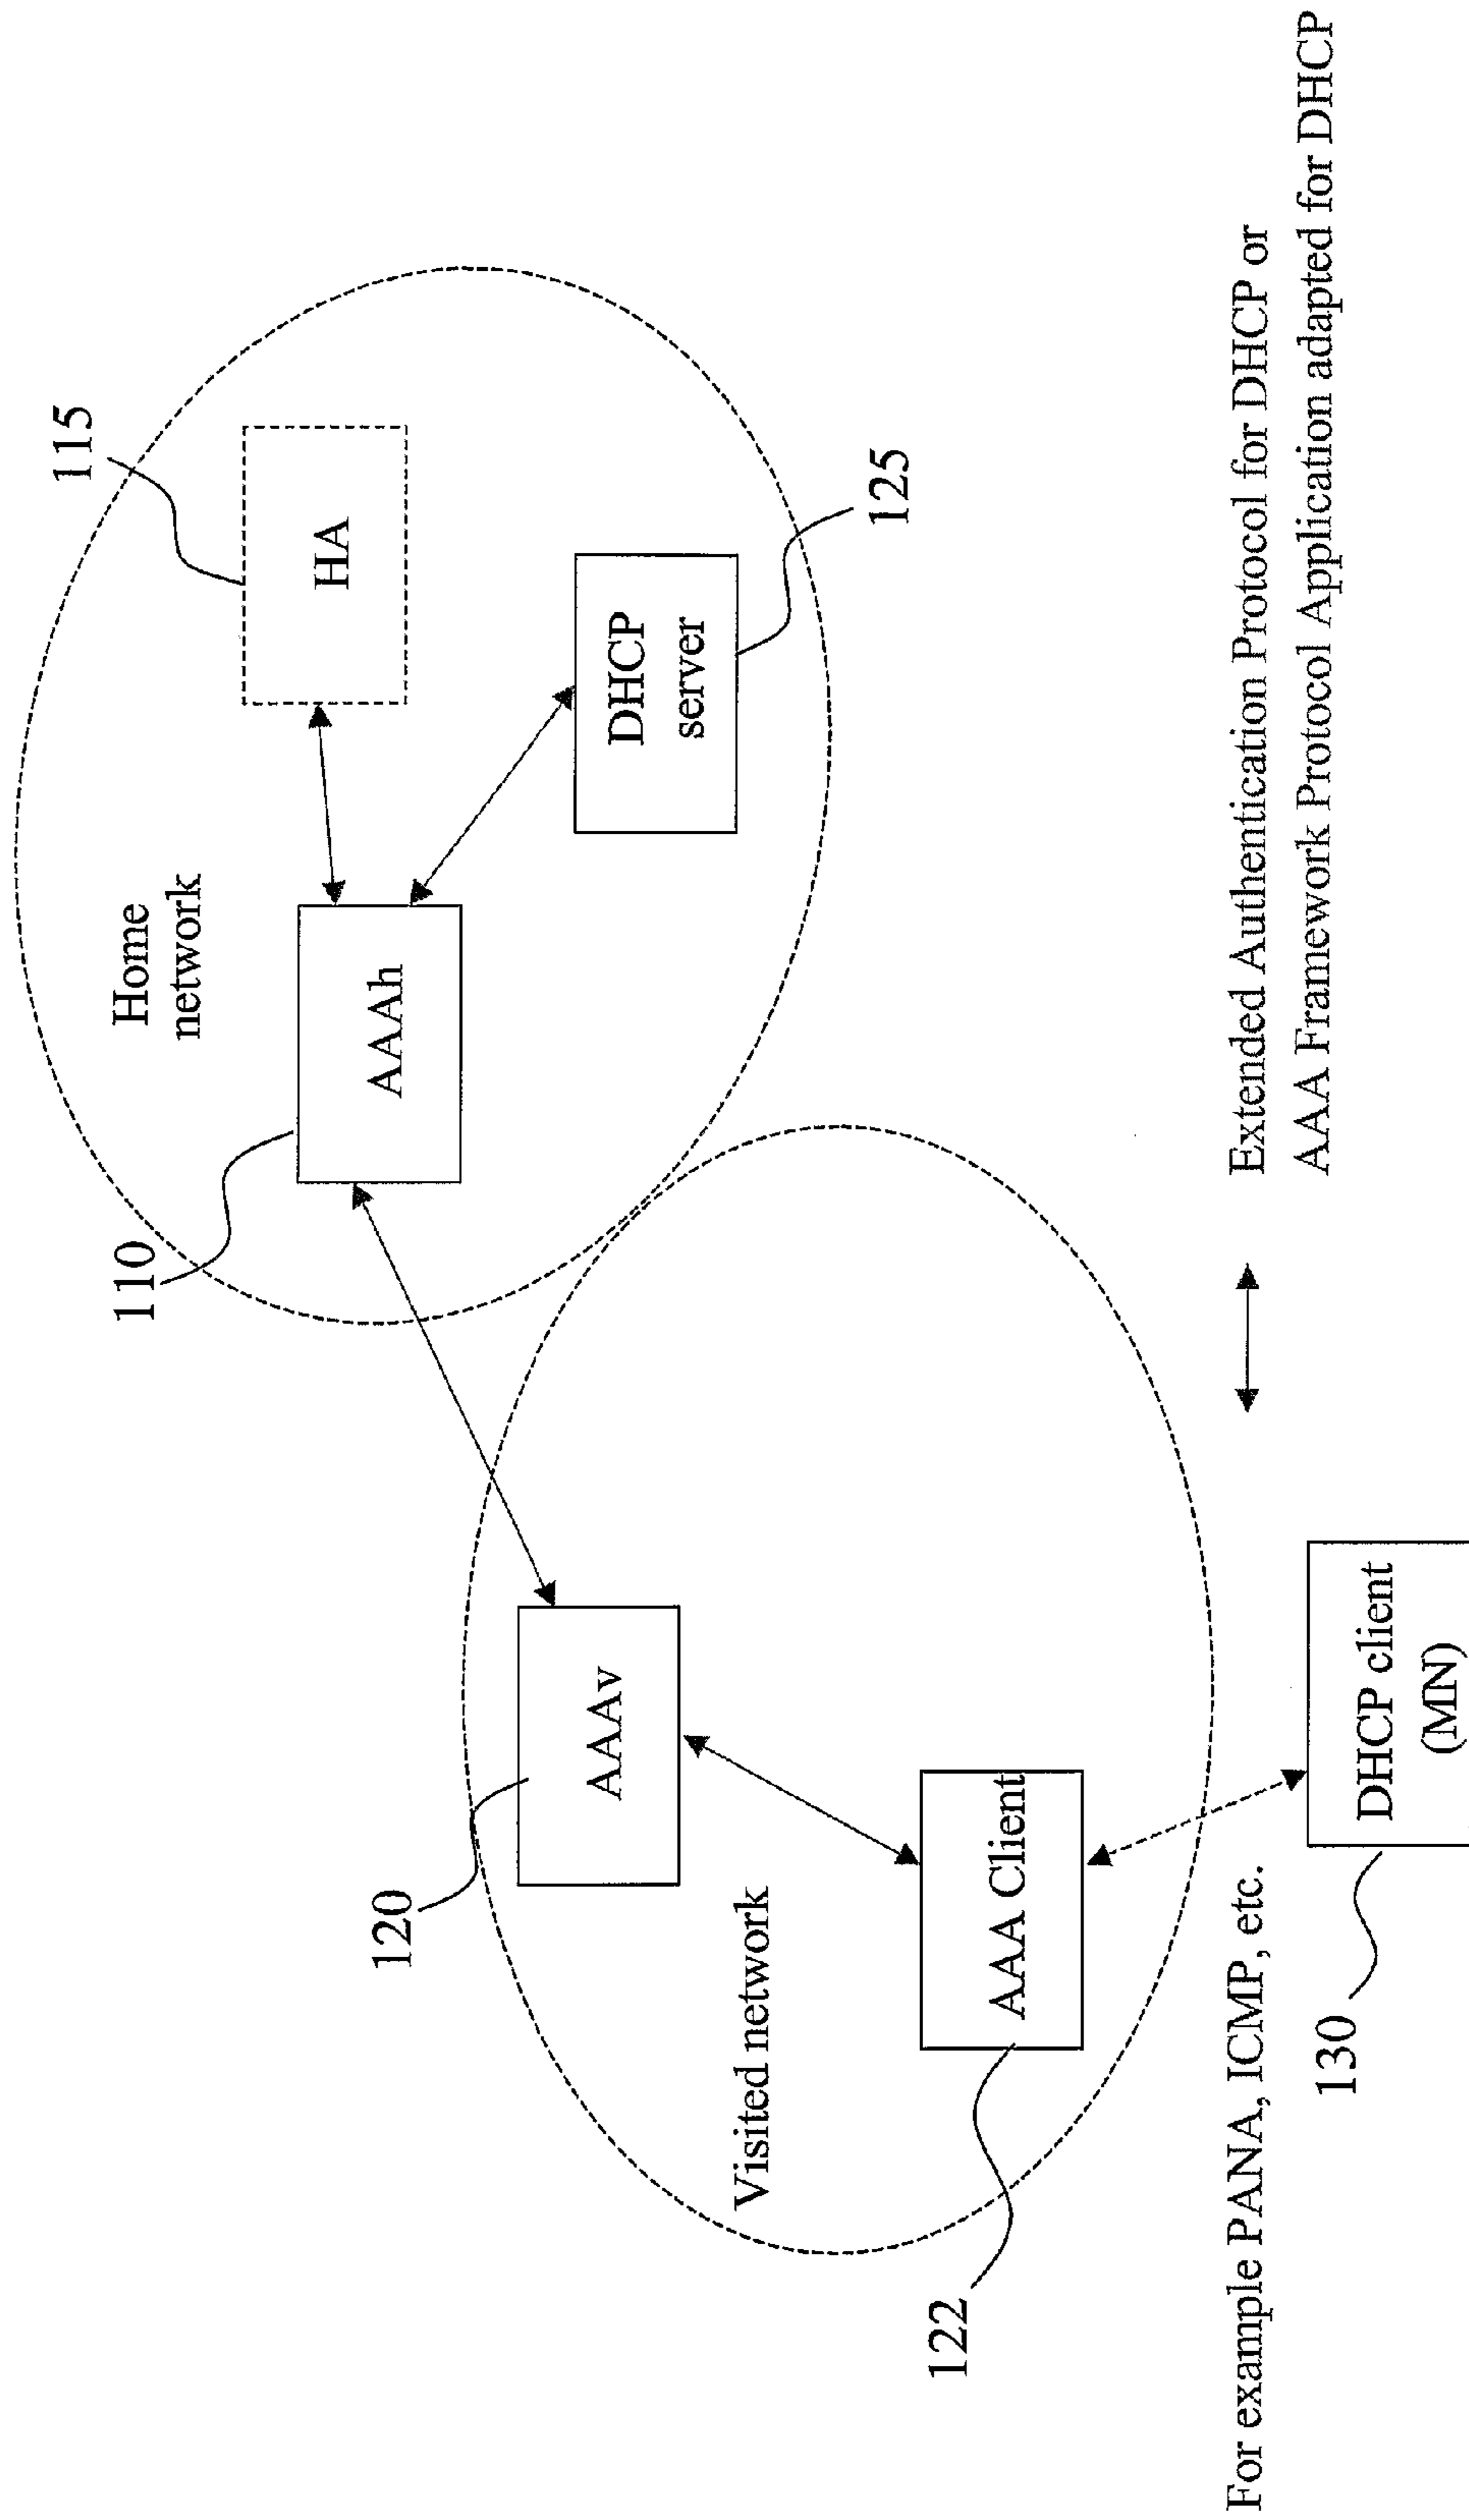 115
HA
Home
network
110
AAAh
DHCP
server
125
120
AAAv
Visited network
AAA Client
122
For example PANA, ICMP, etc.
DHCP client
(MN)
130
Extended Authentication Protocol for DHCP or
AAA Framework Protocol Application adapted for DHCP